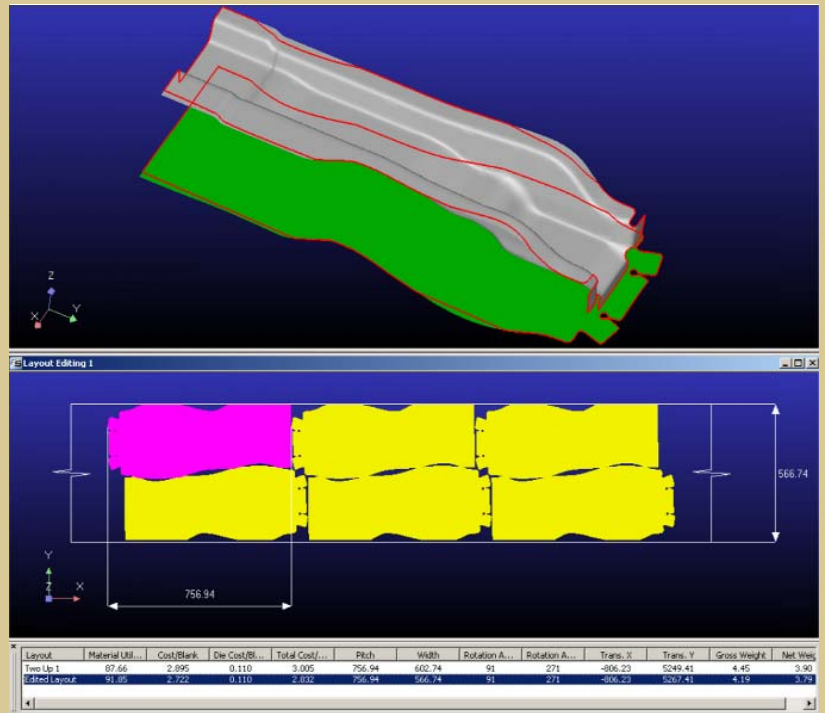 Z
X
Y
Layout Editing 1
566.74
756.94
Y
Z
X
Layout Material Util... Cost/Blank Die Cost/Bl... Total Cost/... Pitch Width Rotation A... Rotation A... Trans. X Trans. Y Gross Weight Net Weig
Two Up 1 87.66 2.895 0.110 3.005 756.94 602.74 91 271 -806.23 5249.41 4.45 3.90
Edited Layout 91.85 2.722 0.110 2.832 756.94 566.74 91 271 -806.23 5267.41 4.19 3.79